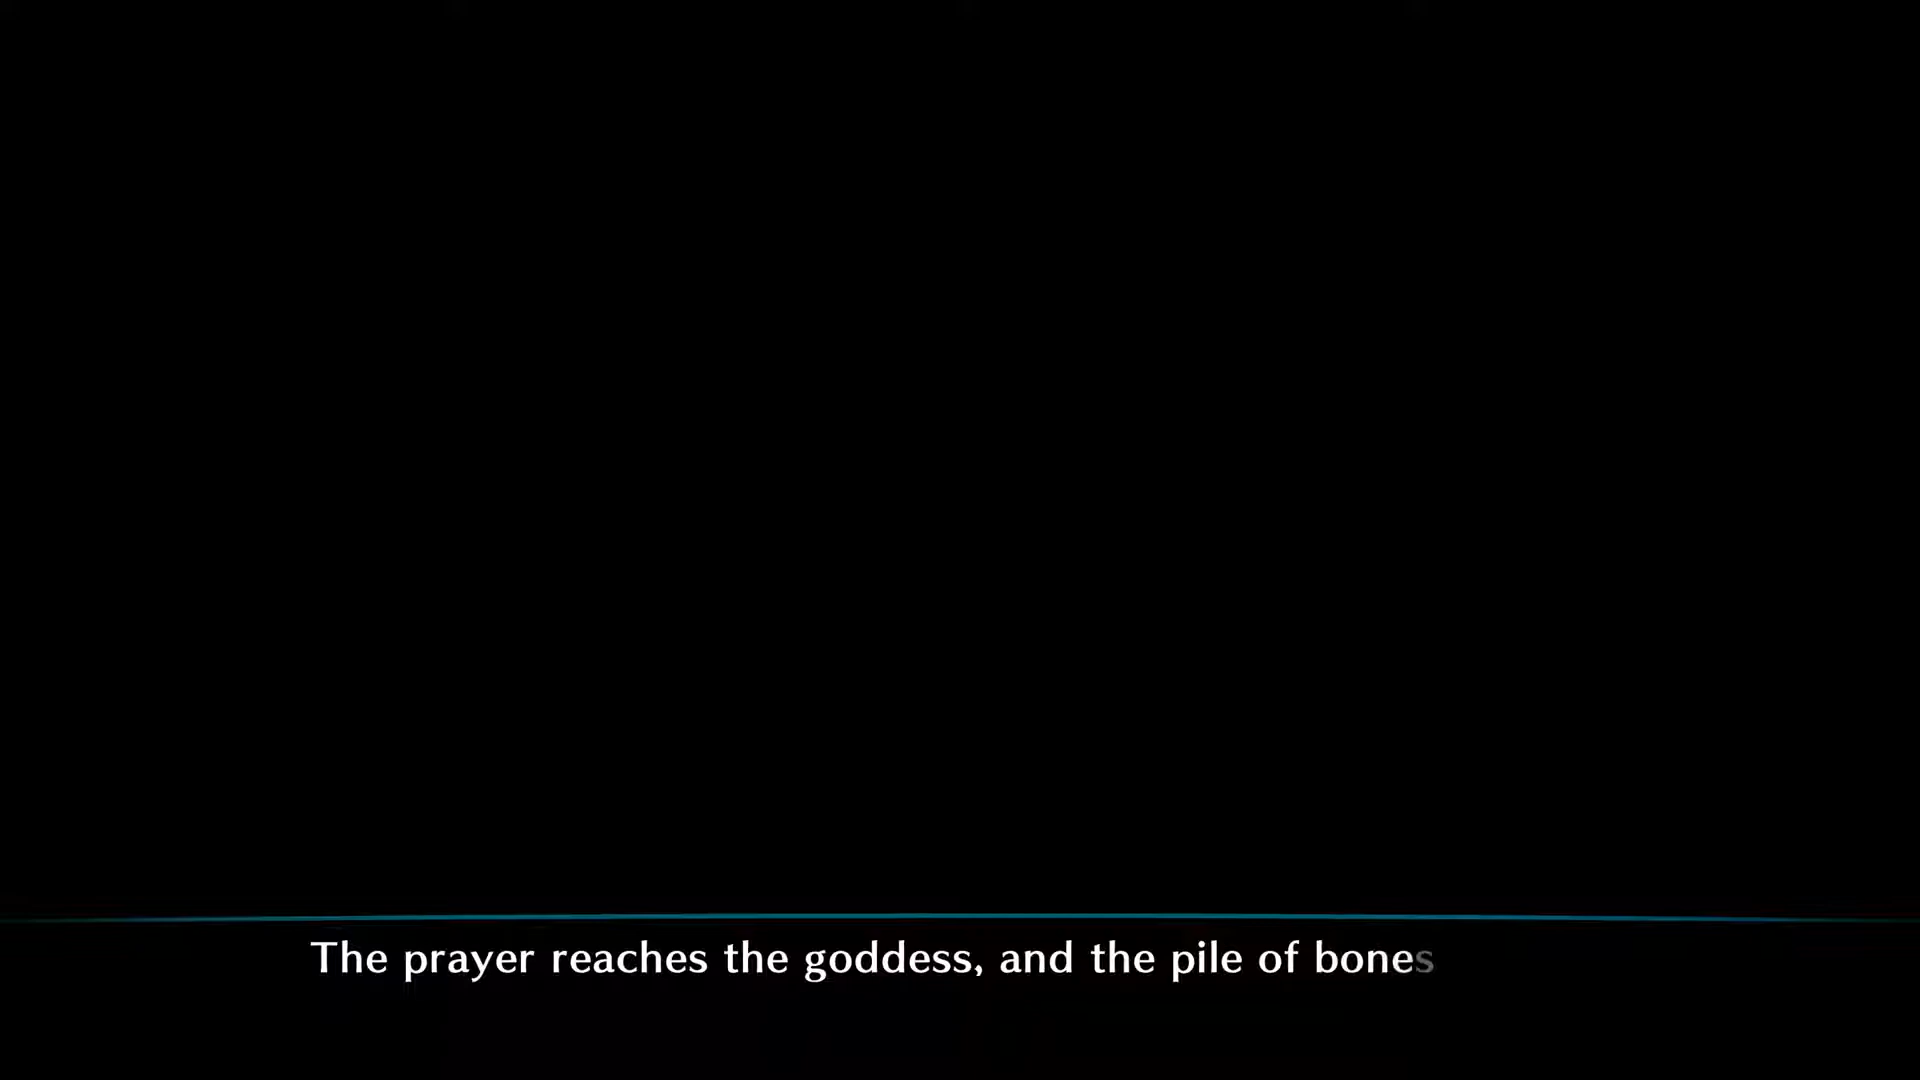 The prayer reaches the goddess, and the pile of bones